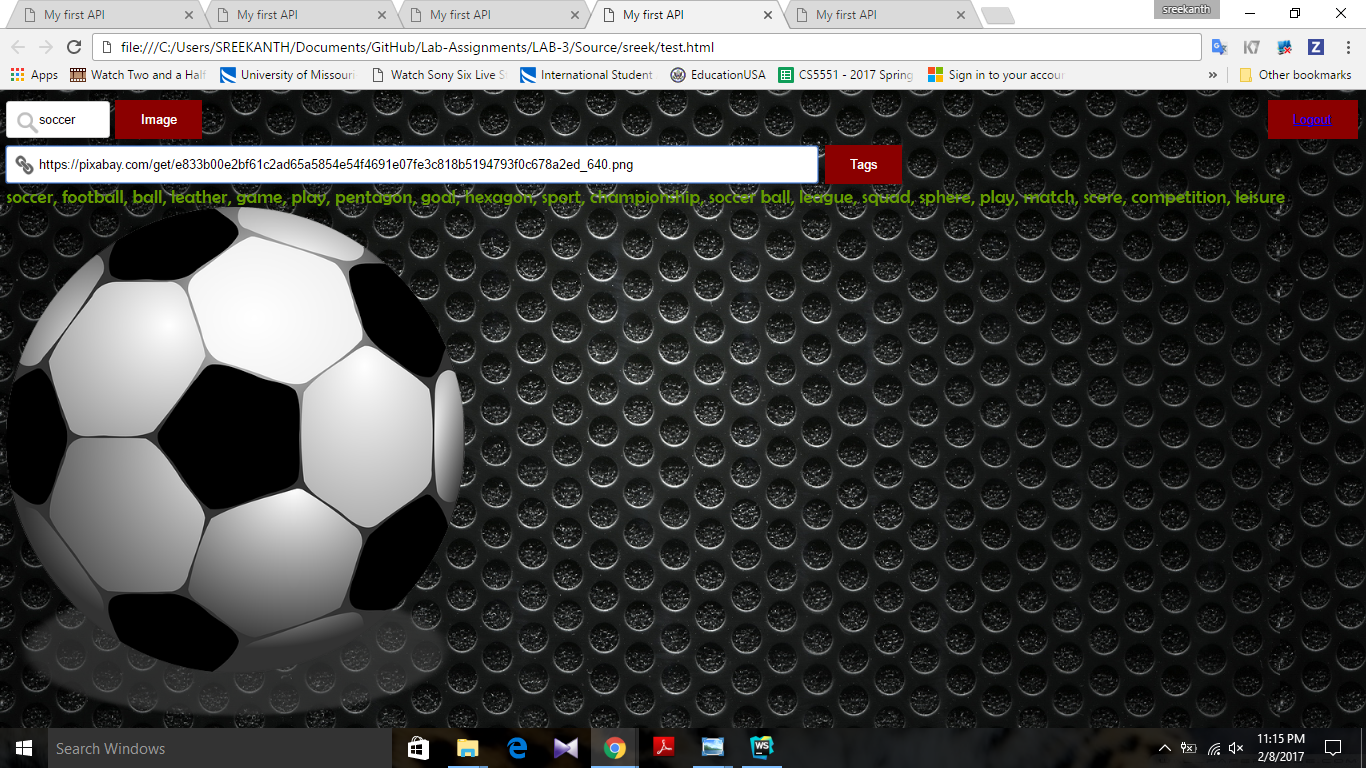 My first API My first API My first API My first API My first API sreekanth
file:///C:/Users/SREEKANTH/Documents/GitHub/Lab-Assignments/LAB-3/Source/sreek/test.html
Apps Watch Two and a Half University of Missouri Watch Sony Six Live S International Student EducationUSA CS5551 - 2017 Spring Sign in to your accour » Other bookmarks
soccer Image Logout
https://pixabay.com/get/e833b00e2bf61c2ad65a5854e54f4691e07fe3c818b5194793f0c678a2ed_640.png Tags
soccer, football, ball, leather, game, play, pentagon, goal, hexagon, sport, championship, soccer ball, league, squad, sphere, play, match, score, competition, leisure
Search Windows
11:15 PM
2/8/2017